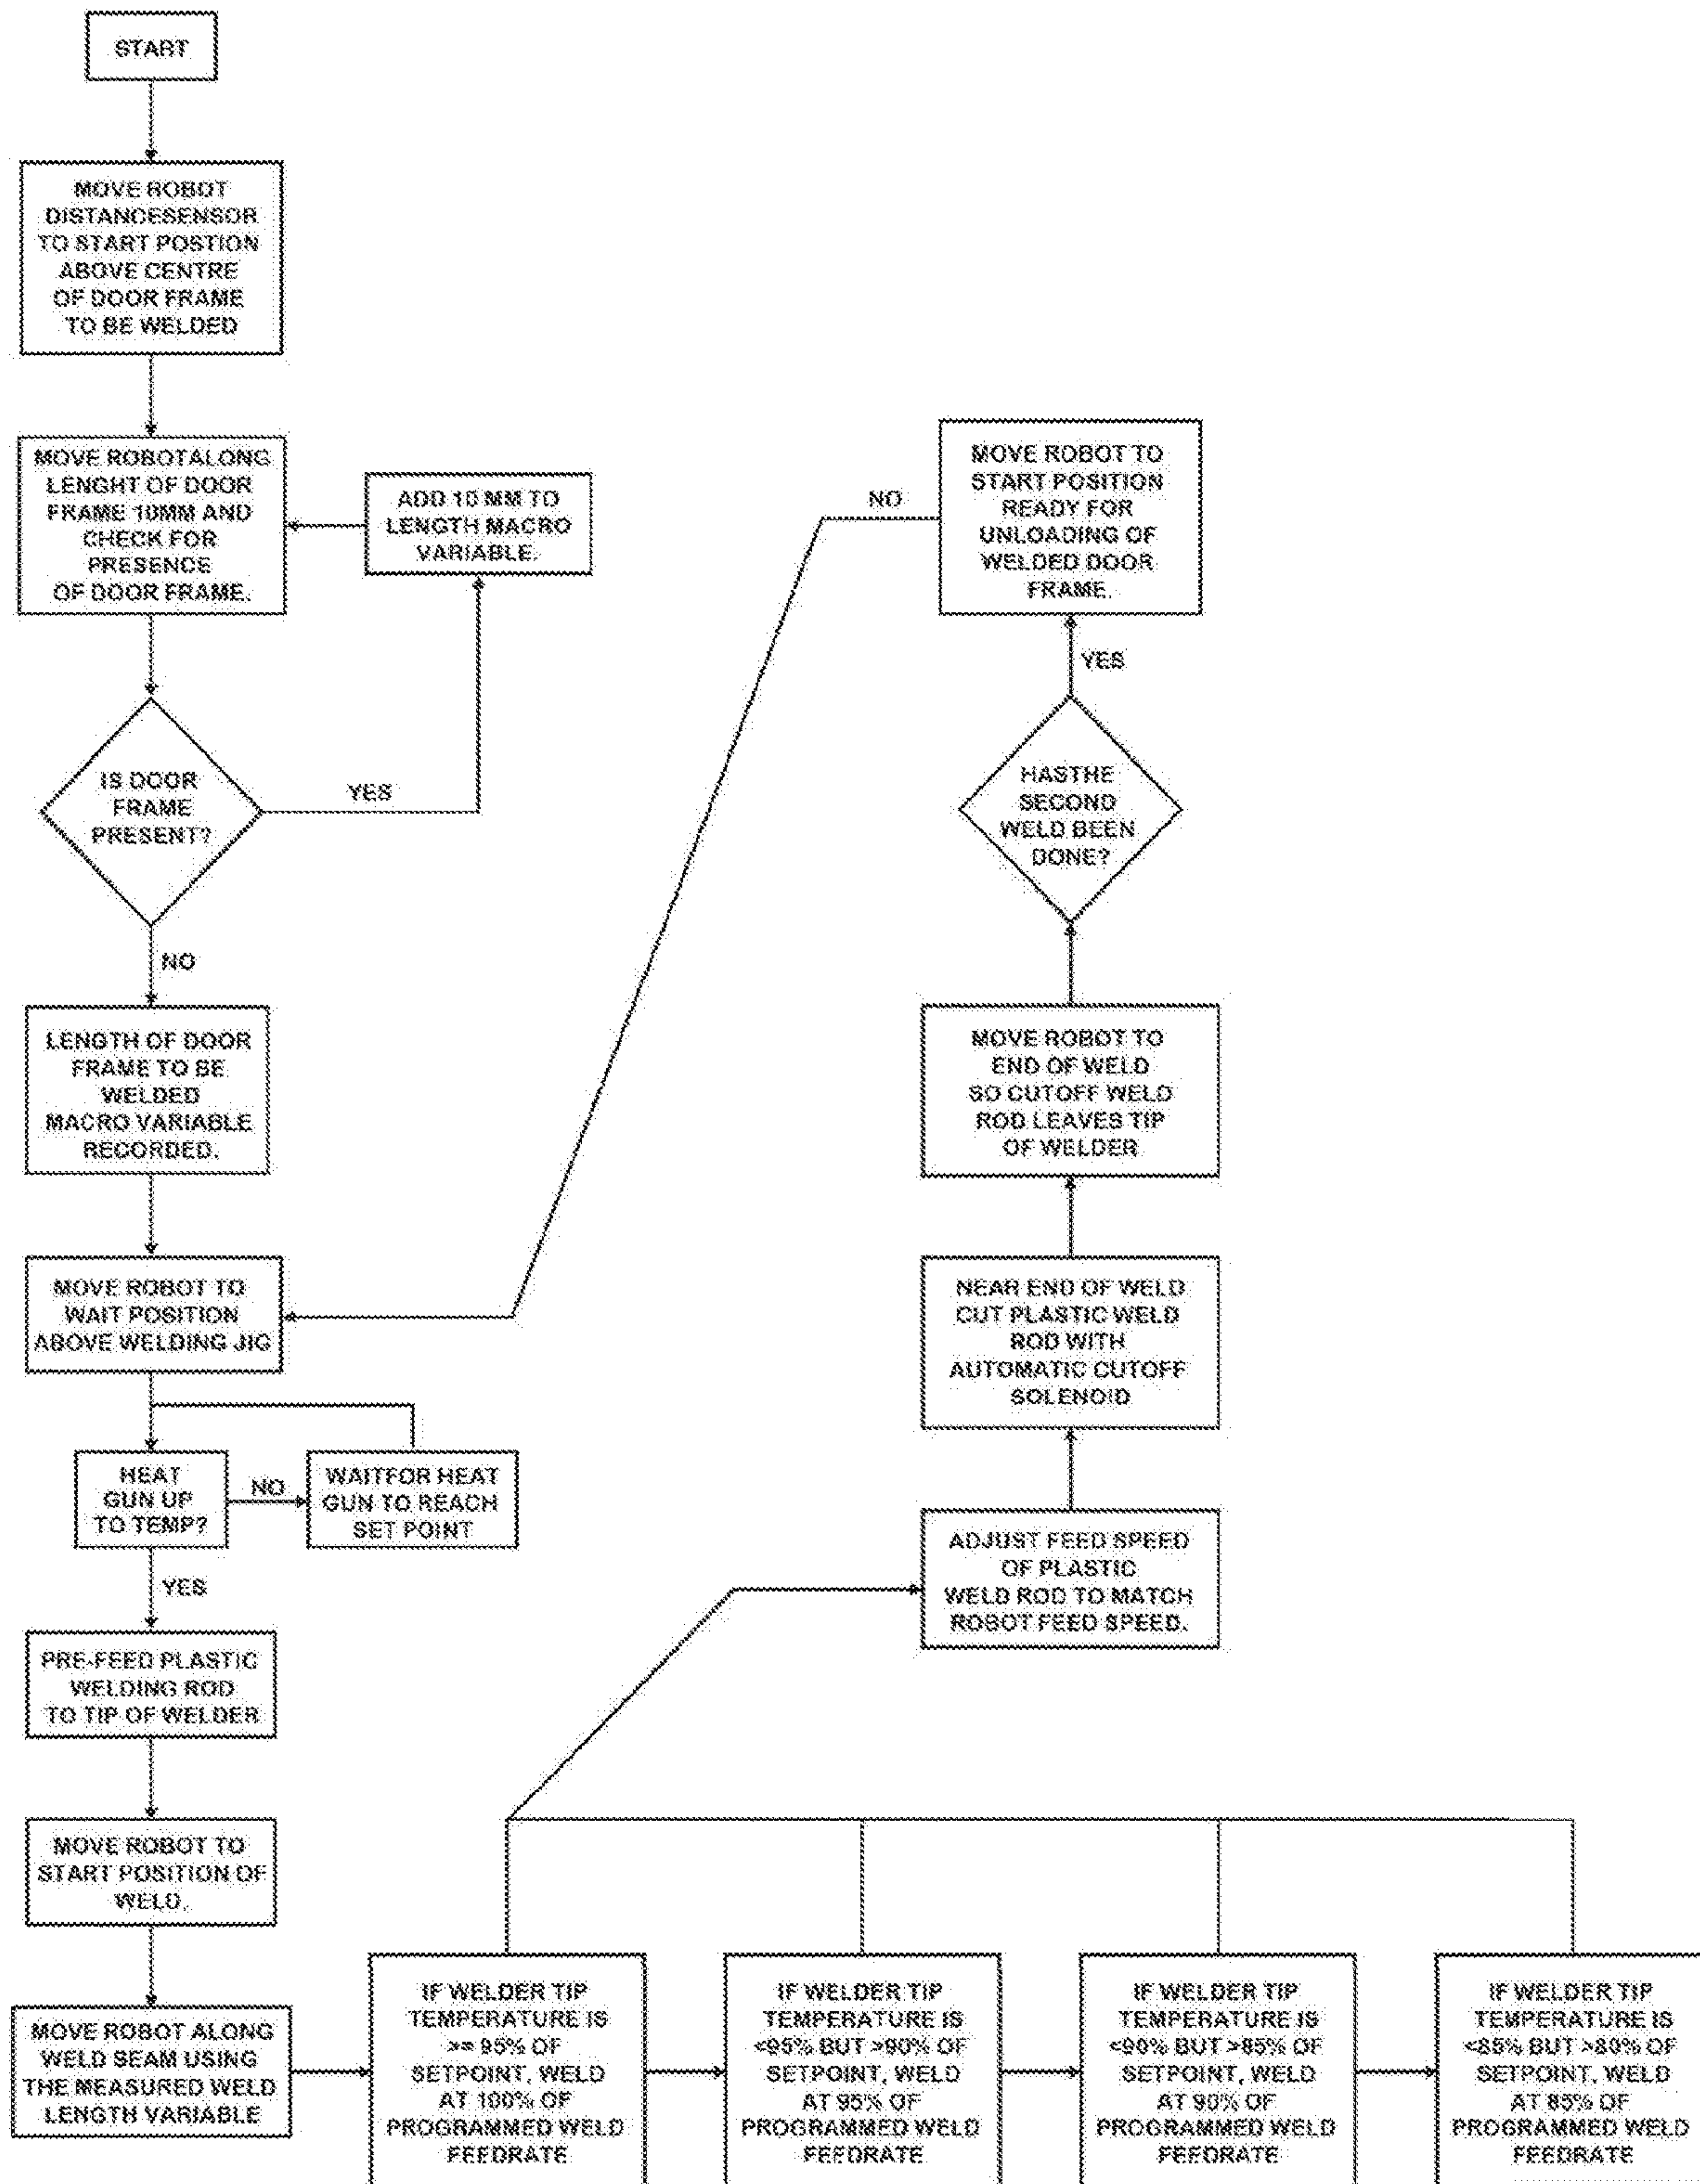 START
MOVE ROBOT
DISTANCESENSOR
TO START POSTION
ABOVE CENTRE
OF DOOR FRAME
TO BE WELDED
MOVE ROBOTALONG
LENGHT OF DOOR
FRAME 10MM AND
CHECK FOR
PRESENCE
OF DOOR FRAME.
ADD 10 MM TO
LENGTH MACRO
VARIABLE.
IS DOOR
FRAME
PRESENT?
YES
NO
LENGTH OF DOOR
FRAME TO BE
WELDED
MACRO VARIABLE
RECORDED.
MOVE ROBOT TO
WAIT POSITION
ABOVE WELDING JIG
HEAT
GUN UP
TO TEMP?
NO
WAITFOR HEAT
GUN TO REACH
SET POINT
YES
PRE-FEED PLASTIC
WELDING ROD
TO TIP OF WELDER
MOVE ROBOT TO
START POSITION OF
WELD.
MOVE ROBOT ALONG
WELD SEAM USING
THE MEASURED WELD
LENGTH VARIABLE
IF WELDER TIP
TEMPERATURE IS
>= 95% OF
SETPOINT, WELD
AT 100% OF
PROGRAMMED WELD
FEEDRATE
IF WELDER TIP
TEMPERATURE IS
<95% BUT >90% OF
SETPOINT, WELD
AT 95% OF
PROGRAMMED WELD
FEEDRATE
IF WELDER TIP
TEMPERATURE IS
<90% BUT >85% OF
SETPOINT, WELD
AT 90% OF
PROGRAMMED WELD
FEEDRATE
IF WELDER TIP
TEMPERATURE IS
<85% BUT >80% OF
SETPOINT, WELD
AT 85% OF
PROGRAMMED WELD
FEEDRATE
ADJUST FEED SPEED
OF PLASTIC
WELD ROD TO MATCH
ROBOT FEED SPEED.
NEAR END OF WELD
CUT PLASTIC WELD
ROD WITH
AUTOMATIC CUTOFF
SOLENOID
MOVE ROBOT TO
END OF WELD
SO CUTOFF WELD
ROD LEAVES TIP
OF WELDER
HASTHE
SECOND
WELD BEEN
DONE?
YES
MOVE ROBOT TO
START POSITION
READY FOR
UNLOADING OF
WELDED DOOR
FRAME.
NO